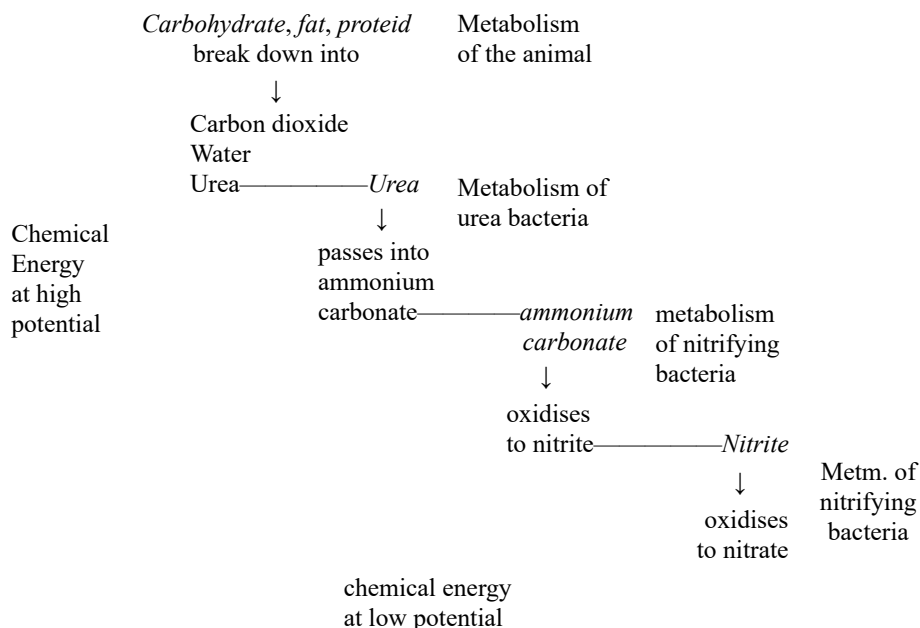 Carbohydrate, fat, proteid
break down into
Metabolism
of the animal
↓
Carbon dioxide
Water
Urea——————Urea
Metabolism of
urea bacteria
↓
Chemical
Energy
at high
potential
passes into
ammonium
carbonate—————ammonium
carbonate
metabolism
of nitrifying
bacteria
↓
oxidises
to nitrite——————Nitrite
↓
Metm. of
nitrifying
bacteria
oxidises
to nitrate
chemical energy
at low potential